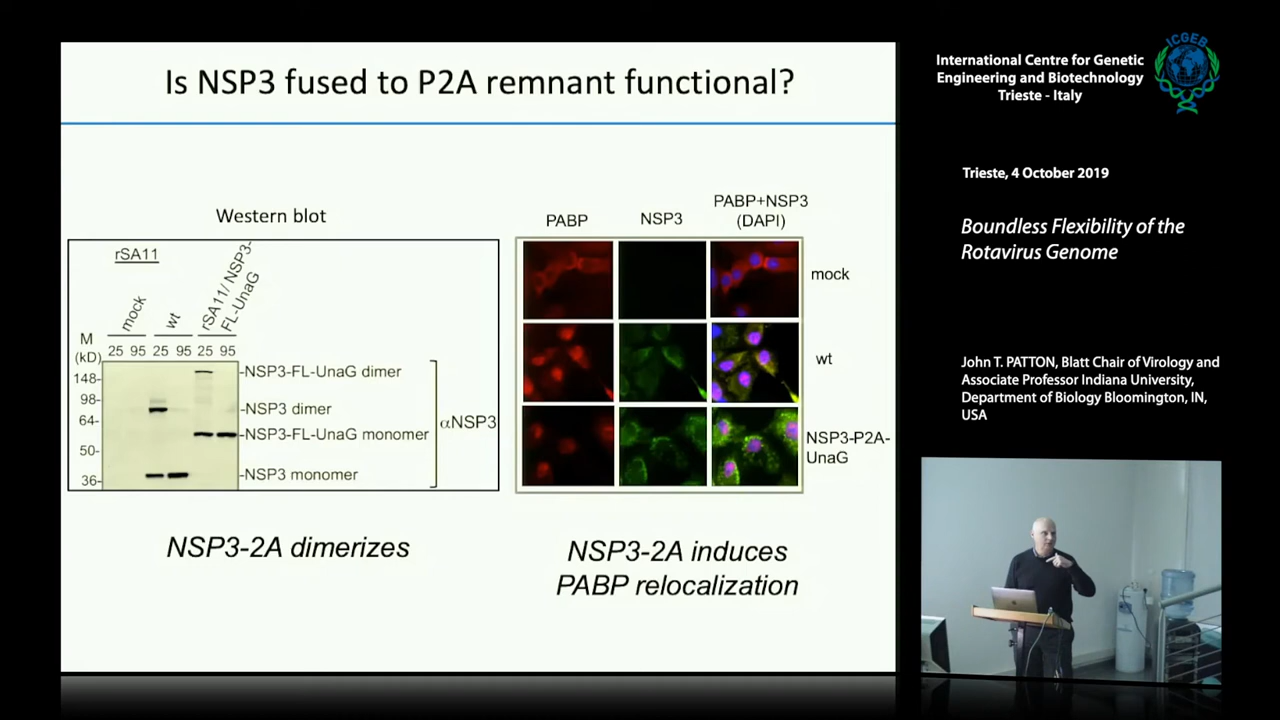 Is NSP3 fused to P2A remnant functional?
Western blot
rSA11
mock
wt
rSA11/ NSP3-
FL-UnaG
M
(kD)
25 95 25 95 25 95
148-
98-
64-
50-
36-
-NSP3-FL-UnaG dimer
-NSP3 dimer
-NSP3-FL-UnaG monomer
-NSP3 monomer
αNSP3
NSP3-2A dimerizes
PABP
NSP3
PABP+NSP3
(DAPI)
mock
wt
NSP3-P2A-
UnaG
NSP3-2A induces
PABP relocalization
International Centre for Genetic
Engineering and Biotechnology
Trieste - Italy
ICGEB
Trieste, 4 October 2019
Boundless Flexibility of the
Rotavirus Genome
John T. PATTON, Blatt Chair of Virology and
Associate Professor Indiana University,
Department of Biology Bloomington, IN,
USA